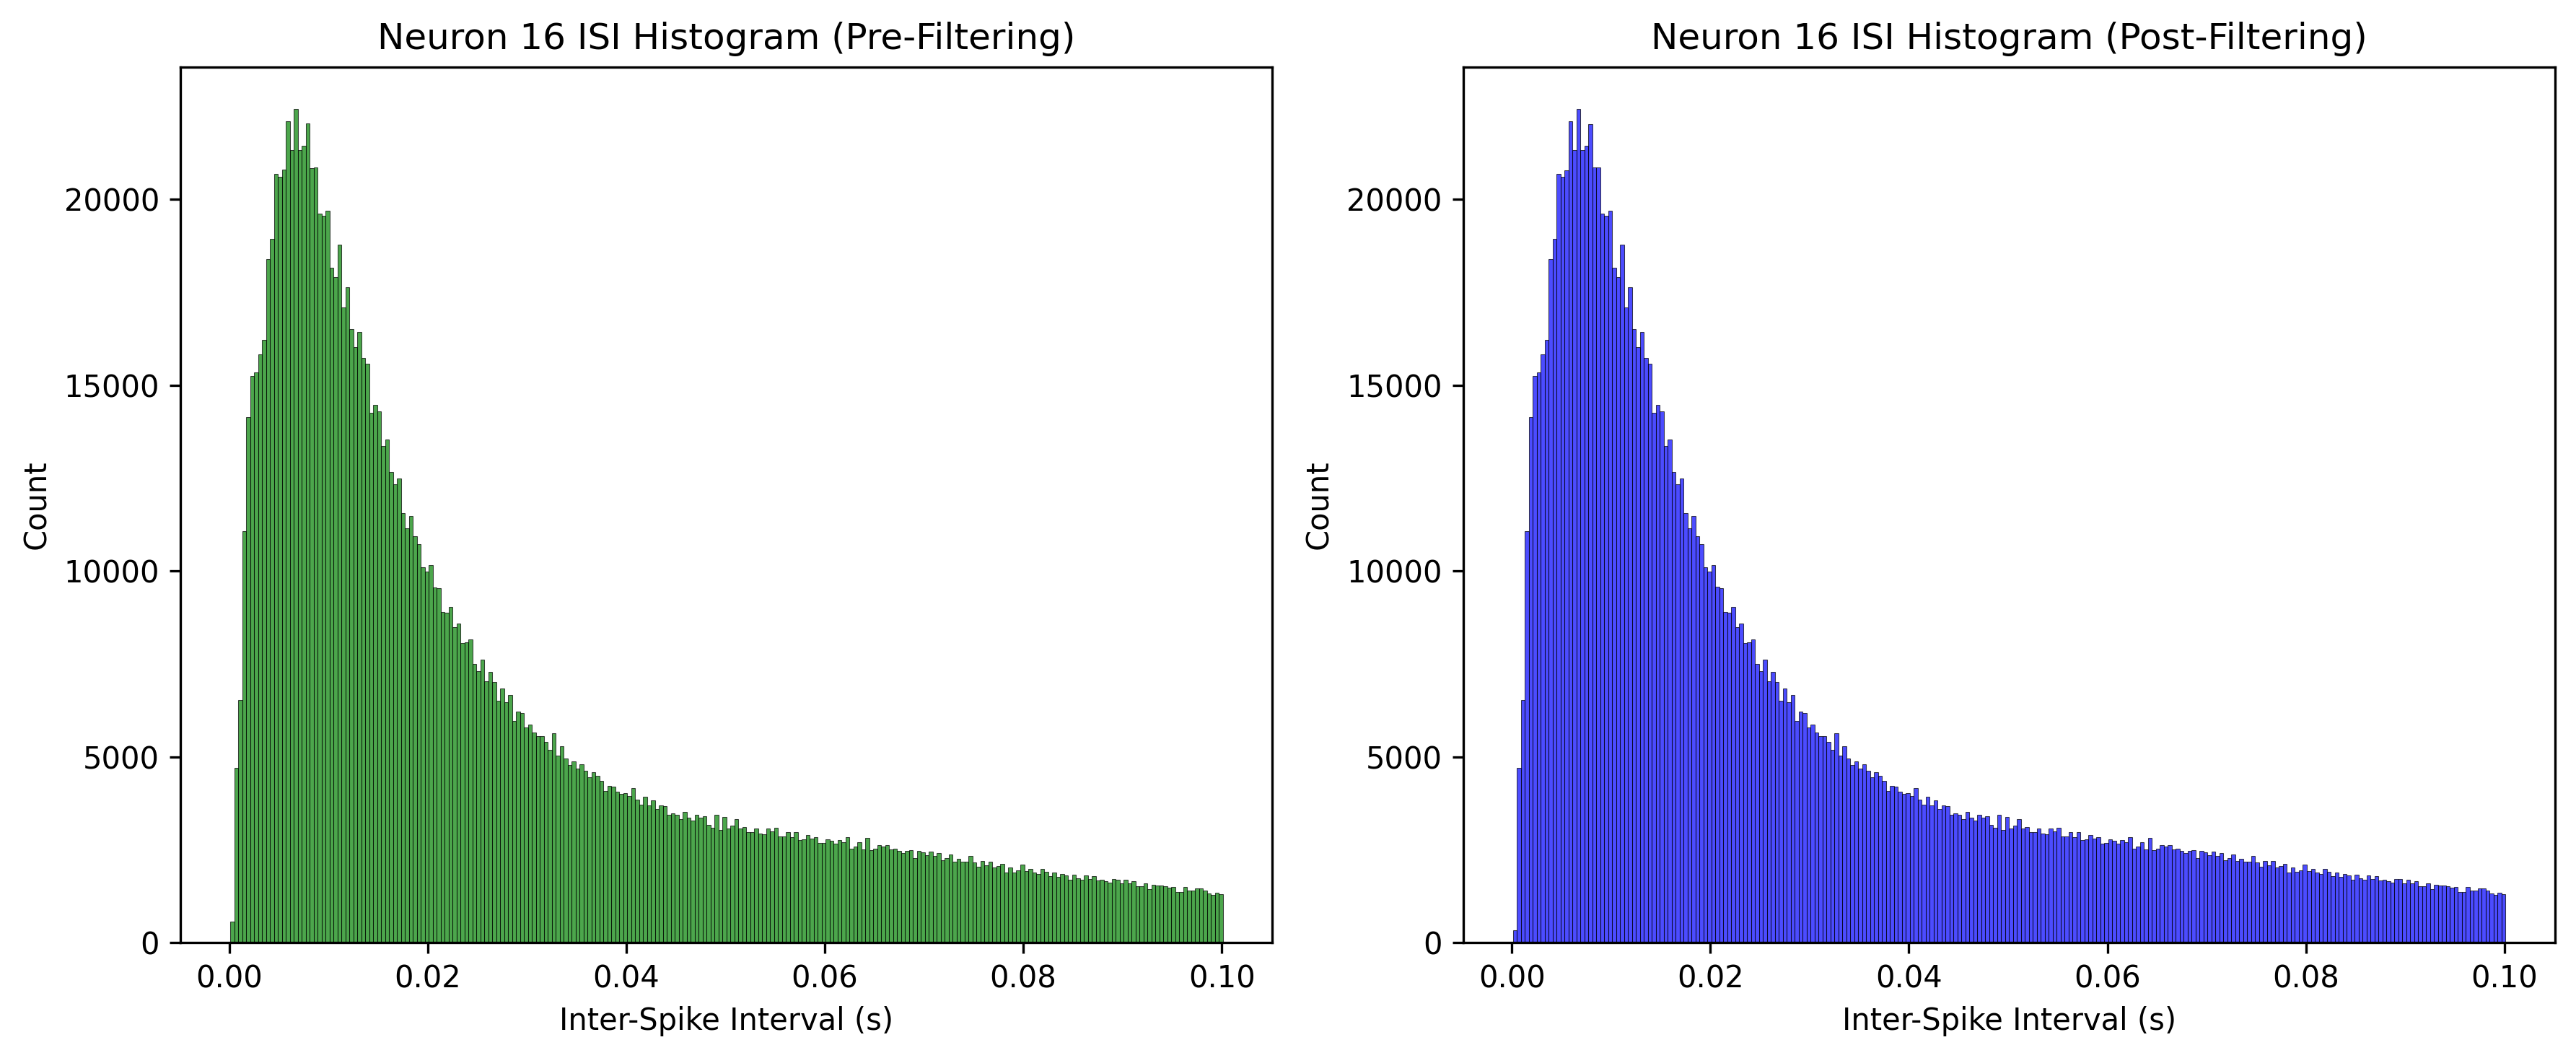 Neuron 16 ISI Histogram (Pre-Filtering)
Count
20000
15000
10000
5000
0
0.00 0.02 0.04 0.06 0.08 0.10
Inter-Spike Interval (s)
Neuron 16 ISI Histogram (Post-Filtering)
Count
20000
15000
10000
5000
0
0.00 0.02 0.04 0.06 0.08 0.10
Inter-Spike Interval (s)